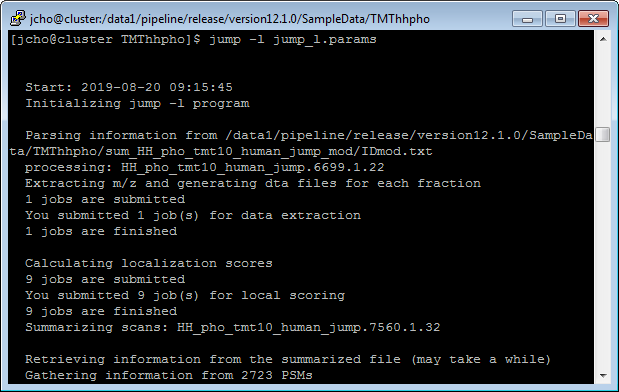 jcho@cluster:/data1/pipeline/release/version12.1.0/SampleData/TMThhpho
[jcho@cluster TMThhpho]$ jump -l jump_l.params
Start: 2019-08-20 09:15:45
Initializing jump -l program
Parsing information from /data1/pipeline/release/version12.1.0/SampleDa
ta/TMThhpho/sum_HH_pho_tmt10_human_jump_mod/IDmod.txt
processing: HH_pho_tmt10_human_jump.6699.1.22
Extracting m/z and generating dta files for each fraction
1 jobs are submitted
You submitted 1 job(s) for data extraction
1 jobs are finished
Calculating localization scores
9 jobs are submitted
You submitted 9 job(s) for local scoring
9 jobs are finished
Summarizing scans: HH_pho_tmt10_human_jump.7560.1.32
Retrieving information from the summarized file (may take a while)
Gathering information from 2723 PSMs